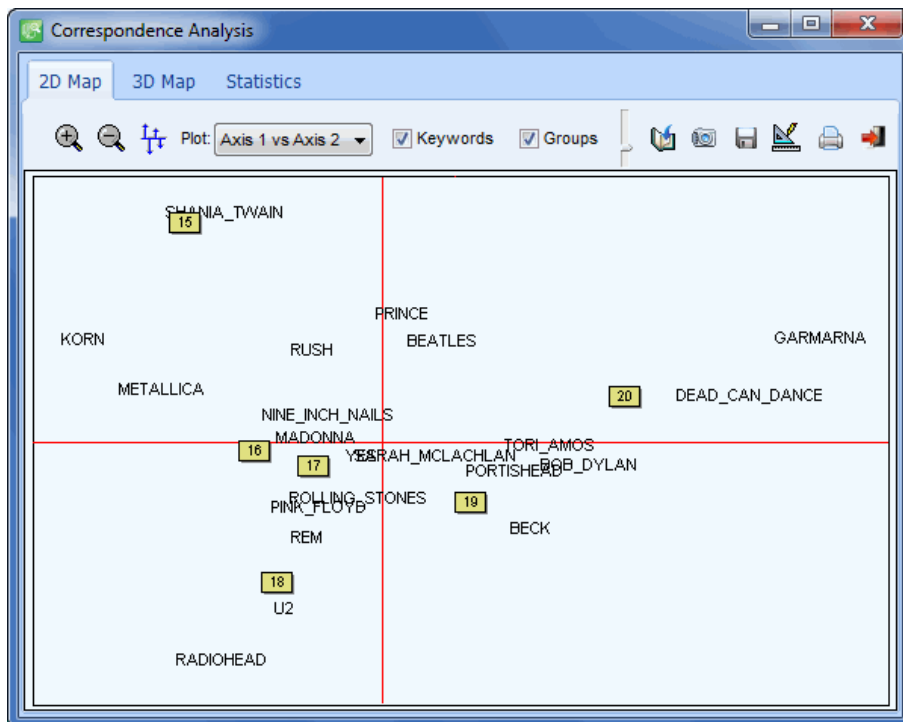 Correspondence Analysis
2D Map 3D Map Statistics
Plot: Axis 1 vs Axis 2 Keywords Groups
SHANIA_TWAIN
15
PRINCE
KORN
BEATLES
GARMARNA
RUSH
METALLICA
20
DEAD_CAN_DANCE
NINE_INCH_NAILS
MADONNA
TORI_AMOS
16
YES
SARAH_MCLACHLAN
17
PORTISHEAD
BOB_DYLAN
ROLLING_STONES
19
PINK_FLOYD
BECK
REM
18
U2
RADIOHEAD